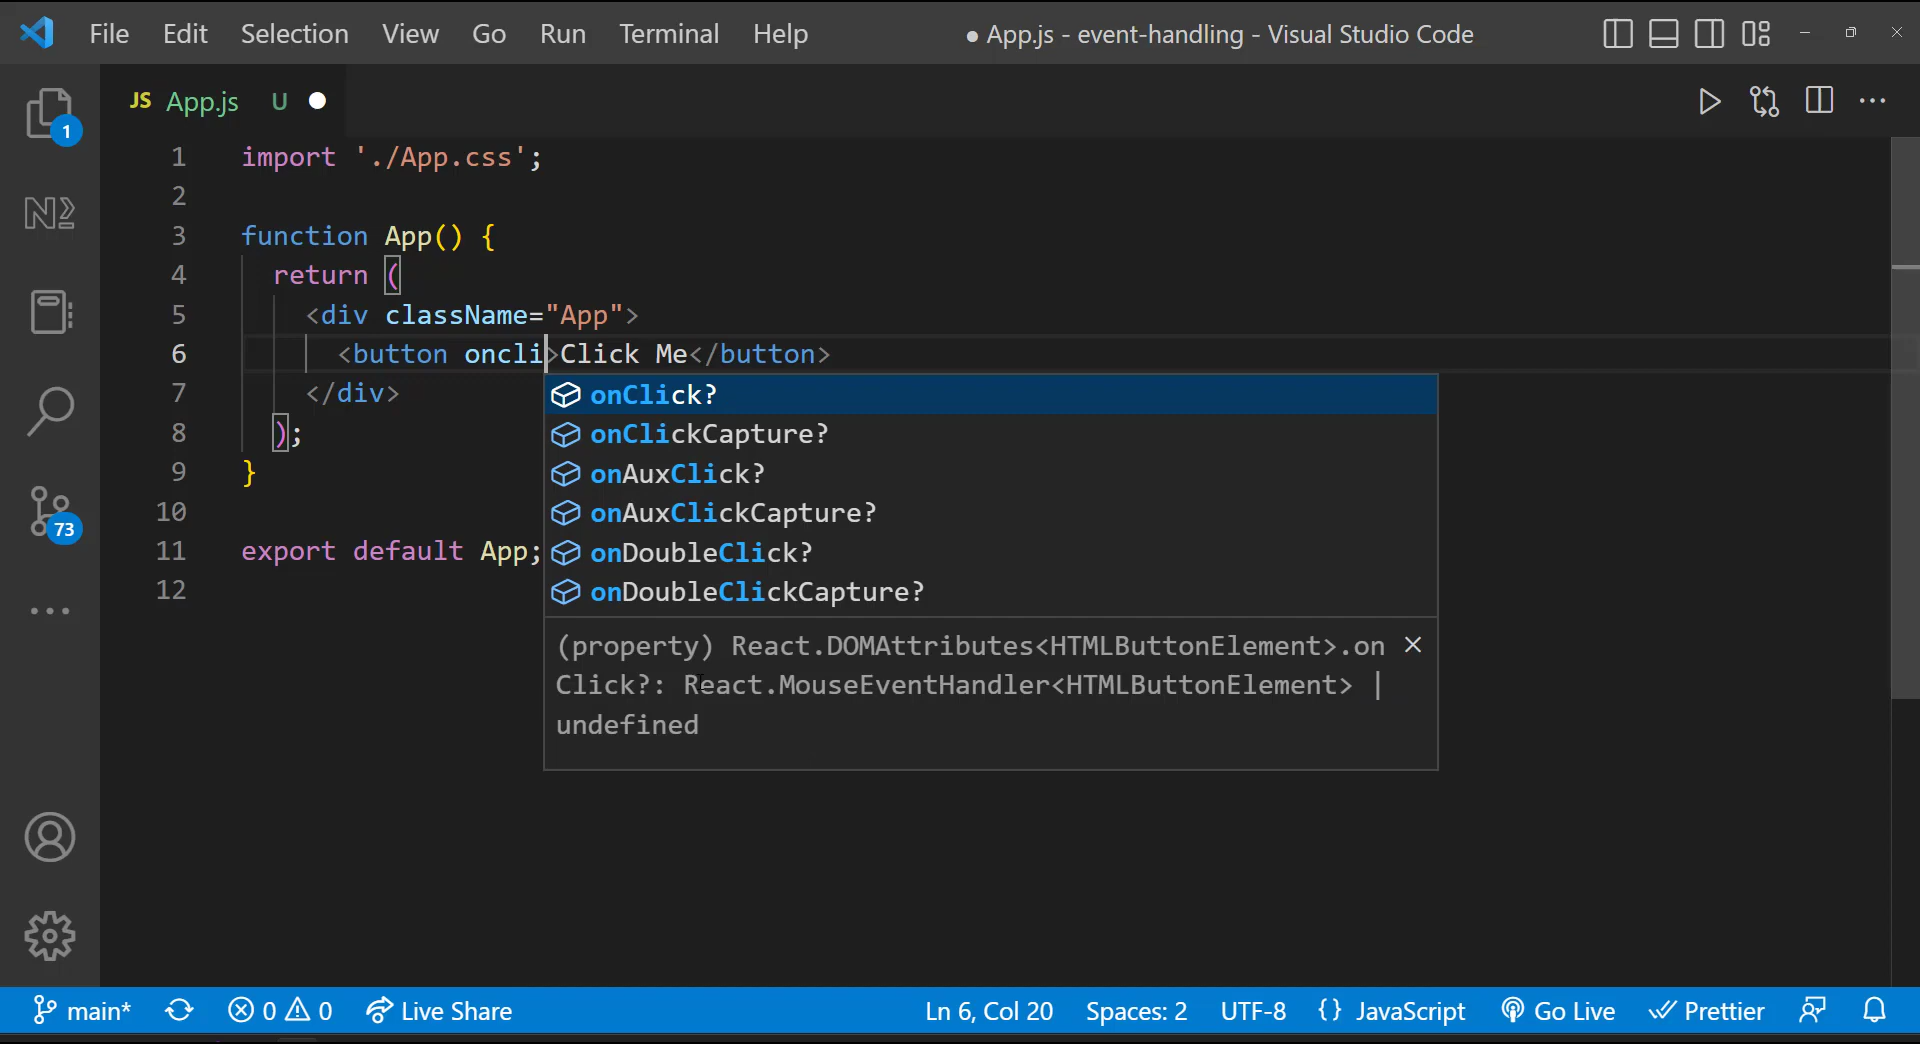 File Edit Selection View Go Run Terminal Help ● App.js - event-handling - Visual Studio Code
JS App.js U
1
1 import './App.css';
2
3 function App() {
4 return (
5 <div className="App">
6 <button oncli>Click Me</button>
7 </div>
8 );
9 }
10
11 export default App;
12
onClick?
onClickCapture?
onAuxClick?
onAuxClickCapture?
onDoubleClick?
onDoubleClickCapture?
(property) React.DOMAttributes<HTMLButtonElement>.on
Click?: React.MouseEventHandler<HTMLButtonElement> |
undefined
73
main* 0 0 Live Share Ln 6, Col 20 Spaces: 2 UTF-8 {} JavaScript Go Live Prettier